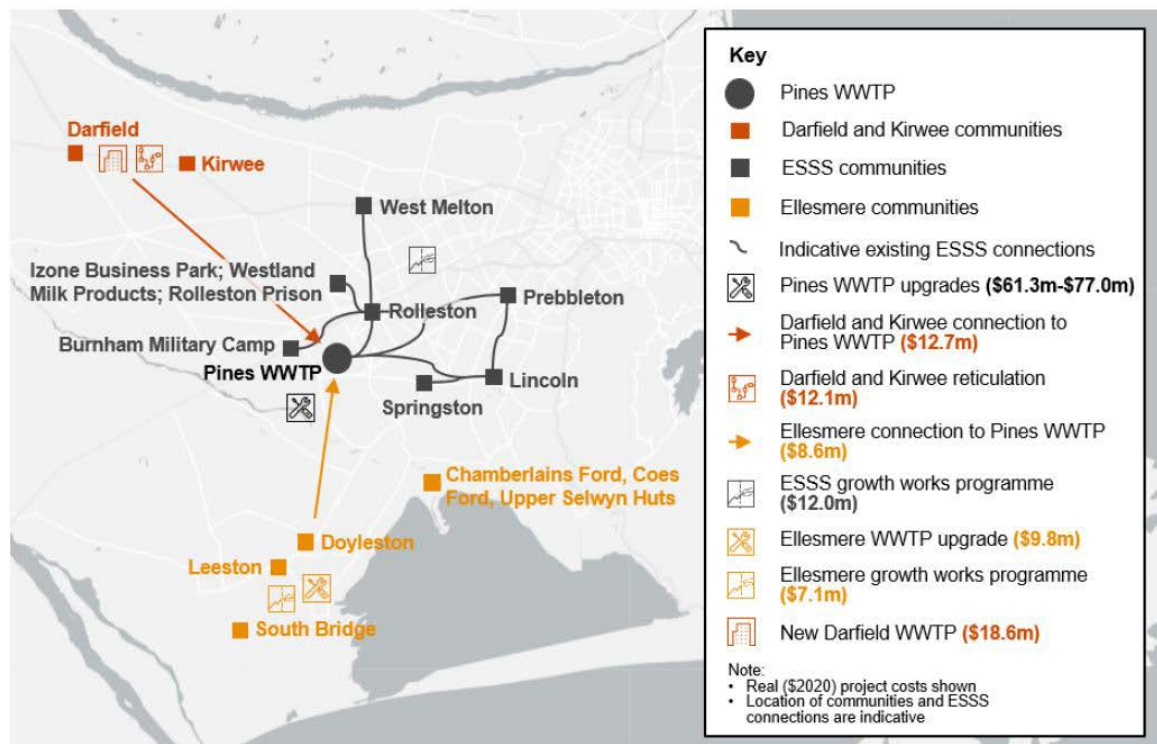 Darfield
Kirwee
West Melton
Izone Business Park; Westland
Milk Products; Rolleston Prison
Rolleston
Prebbleton
Burnham Military Camp
Pines WWTP
Lincoln
Springston
Chamberlains Ford, Coes
Ford, Upper Selwyn Huts
Doyleston
Leeston
South Bridge
Key
Pines WWTP
Darfield and Kirwee communities
ESSS communities
Ellesmere communities
Indicative existing ESSS connections
Pines WWTP upgrades ($61.3m-$77.0m)
Darfield and Kirwee connection to
Pines WWTP ($12.7m)
Darfield and Kirwee reticulation
($12.1m)
Ellesmere connection to Pines WWTP
($8.6m)
ESSS growth works programme
($12.0m)
Ellesmere WWTP upgrade ($9.8m)
Ellesmere growth works programme
($7.1m)
New Darfield WWTP ($18.6m)
Note:
• Real ($2020) project costs shown
• Location of communities and ESSS
connections are indicative